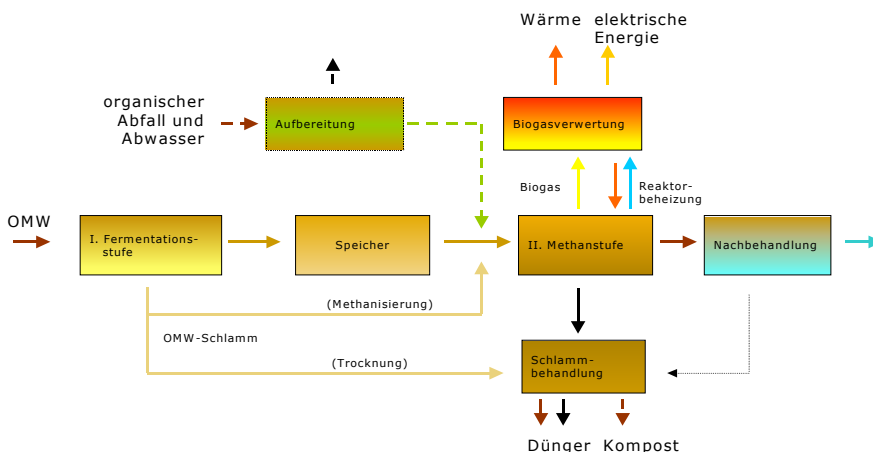 Wärme elektrische
Energie
organischer
Abfall und
Abwasser
Aufbereitung
Biogasverwertung
Biogas
Reaktor-
beheizung
OMW
I. Fermentations-
stufe
Speicher
II. Methanstufe
Nachbehandlung
(Methanisierung)
OMW-Schlamm
(Trocknung)
Schlamm-
behandlung
Dünger Kompost